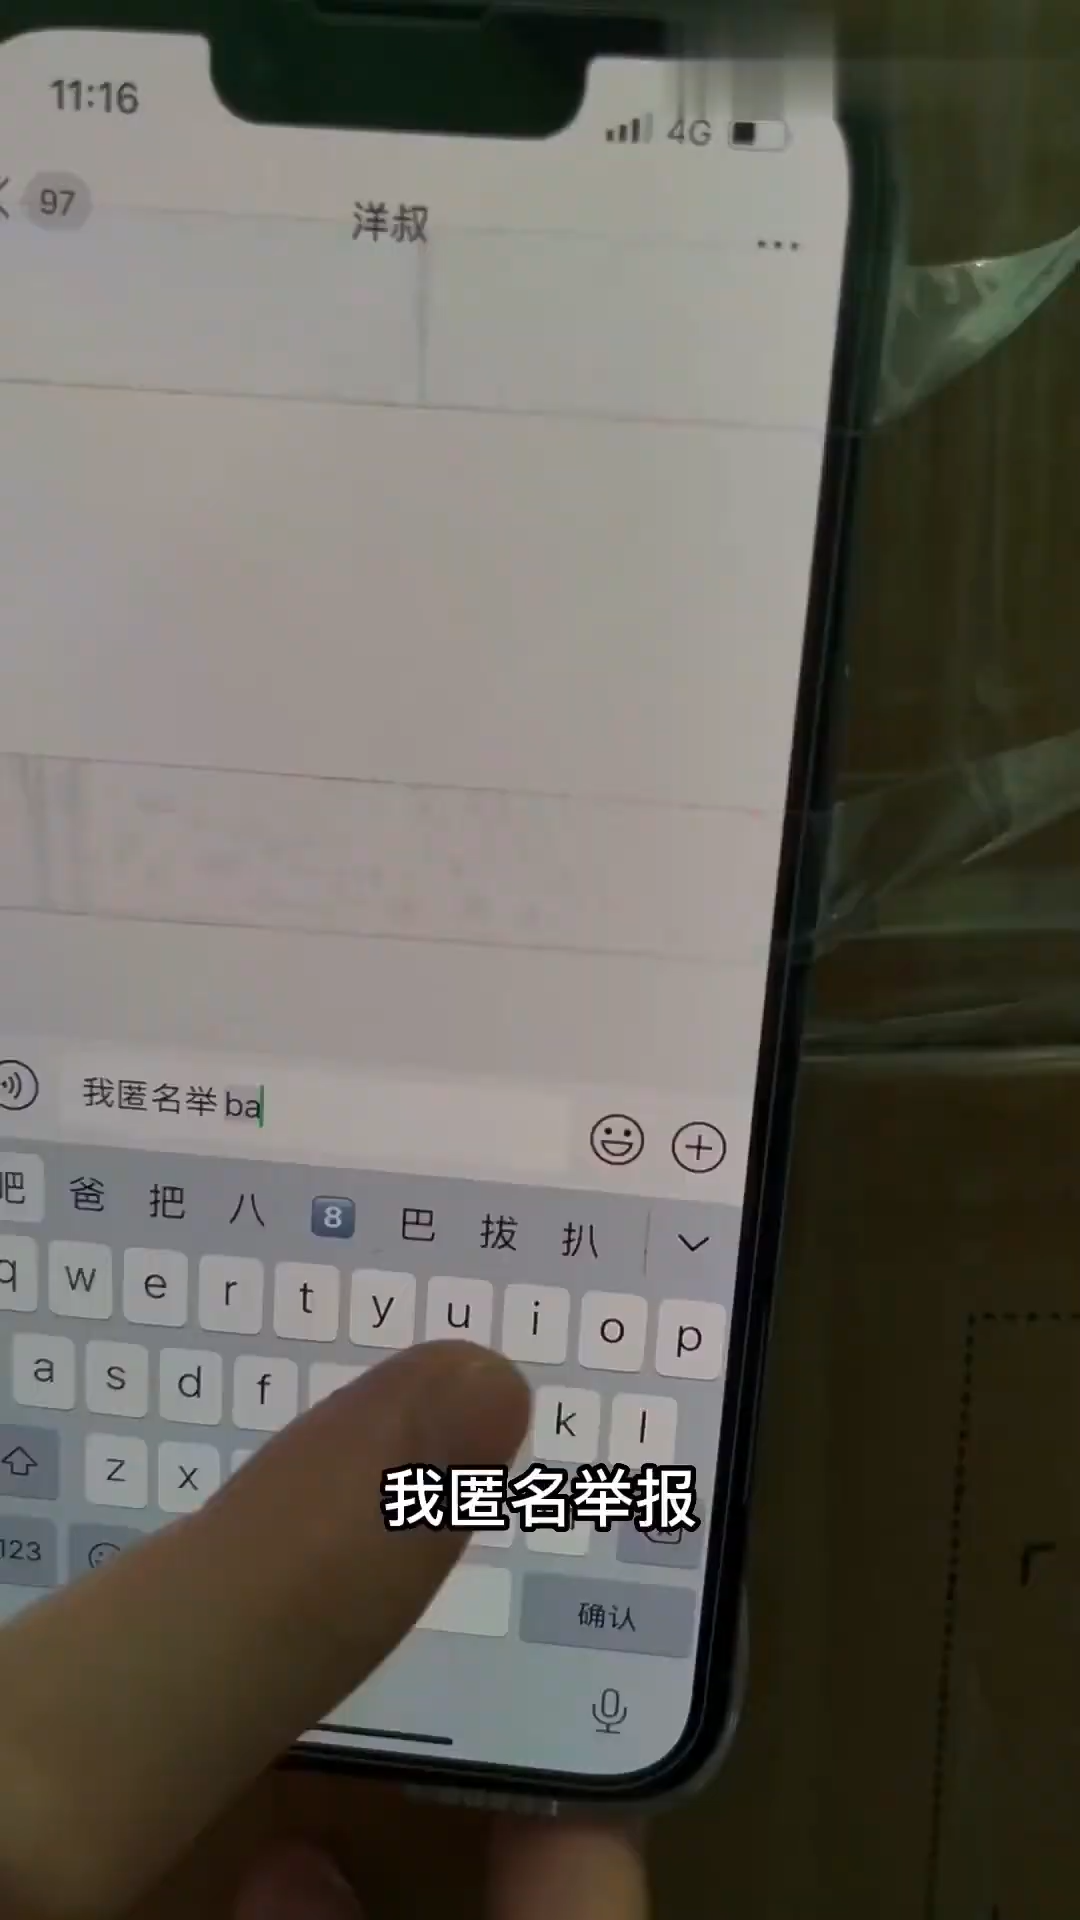 11:16
4G
97
洋叔
...
我匿名举ba
吧 爸 把 八 8 巴 拔 扒
q w e r t y u i o p
a s d f k l
z x
我匿名举报
123
确认